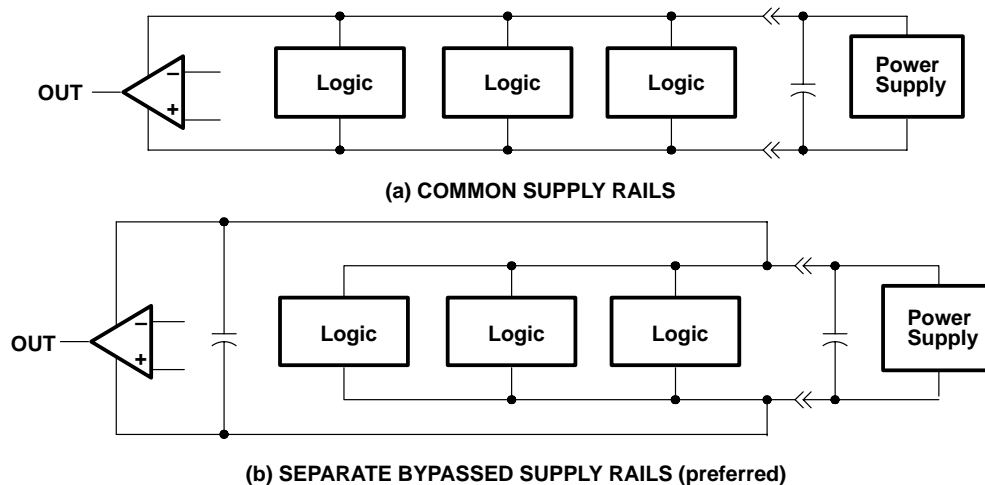 OUT
−
+
Logic
Logic
Logic
Power
Supply
(a) COMMON SUPPLY RAILS
OUT
−
+
Logic
Logic
Logic
Power
Supply
(b) SEPARATE BYPASSED SUPPLY RAILS (preferred)